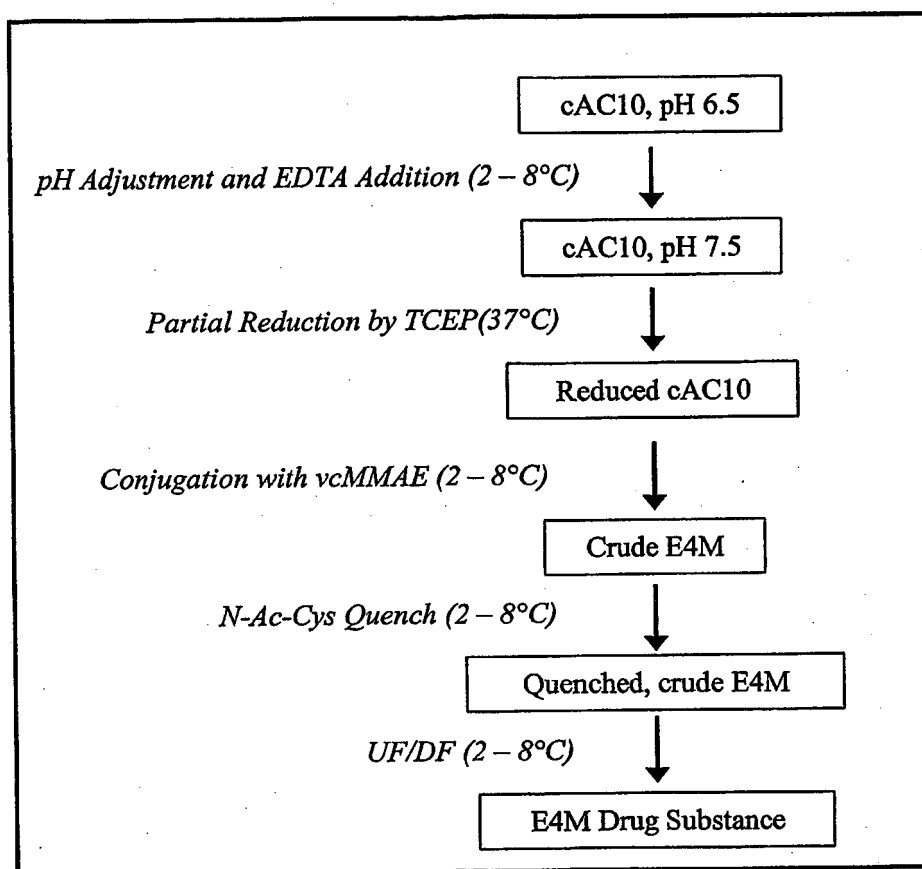 cAC10, pH 6.5
pH Adjustment and EDTA Addition (2 – 8°C)
cAC10, pH 7.5
Partial Reduction by TCEP(37°C)
Reduced cAC10
Conjugation with vcMMAE (2 – 8°C)
Crude E4M
N-Ac-Cys Quench (2 – 8°C)
Quenched, crude E4M
UF/DF (2 – 8°C)
E4M Drug Substance